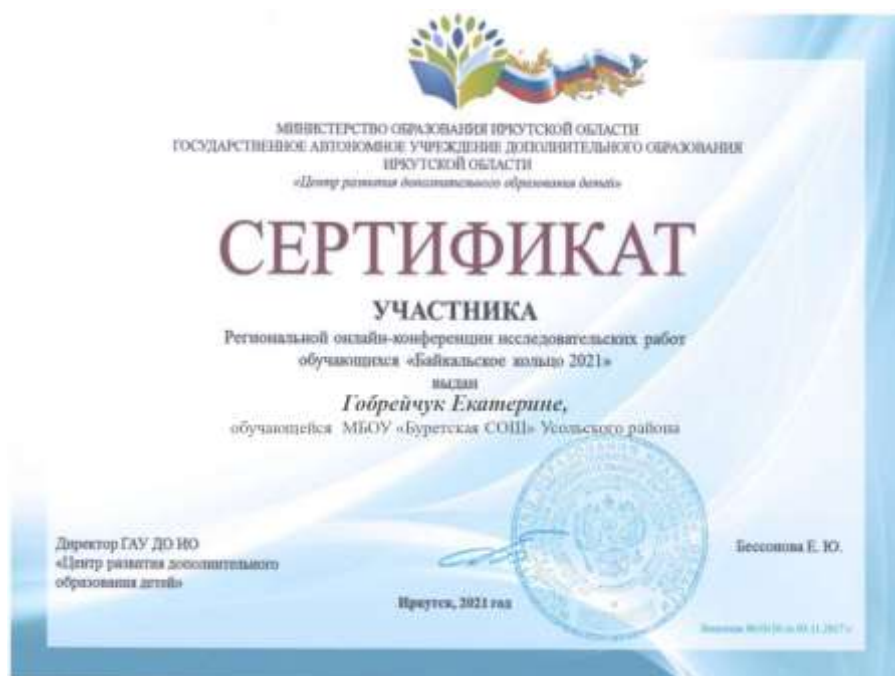 МИНИСТЕРСТВО ОБРАЗОВАНИЯ ИРКУТСКОЙ ОБЛАСТИ
ГОСУДАРСТВЕННОЕ АВТОНОМНОЕ УЧРЕЖДЕНИЕ ДОПОЛНИТЕЛЬНОГО ОБРАЗОВАНИЯ
ИРКУТСКОЙ ОБЛАСТИ
«Центр развития дополнительного образования детей»
СЕРТИФИКАТ
УЧАСТНИКА
Региональной онлайн-конференции исследовательских работ
обучающихся «Байкальское кольцо 2021»
выдан
Гобрейчук Екатерине,
обучающейся МБОУ «Буретская СОШ» Усольского района
Директор ГАУ ДО ИО
«Центр развития дополнительного
образования детей»
Бессонова Е. Ю.
Иркутск, 2021 год